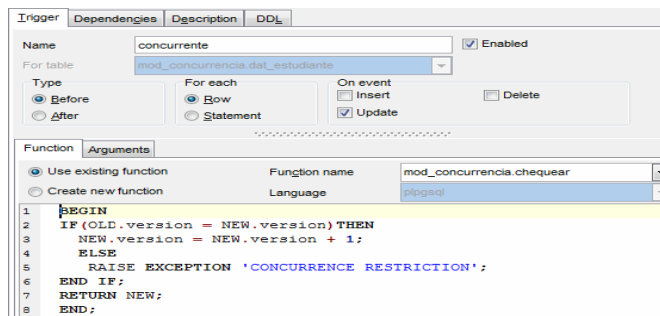 Trigger Dependencies Description DDL
Name concurrente Enabled
For table mod_concurrencia.dat_estudiante
Type For each On event
Before Row Insert Delete
After Statement Update
Function Arguments
Use existing function Function name mod_concurrencia.chequear
Create new function Language plpgsql
1 BEGIN
2 IF(OLD.version = NEW.version)THEN
3 NEW.version = NEW.version + 1;
4 ELSE
5 RAISE EXCEPTION 'CONCURRENCE RESTRICTION';
6 END IF;
7 RETURN NEW;
8 END;